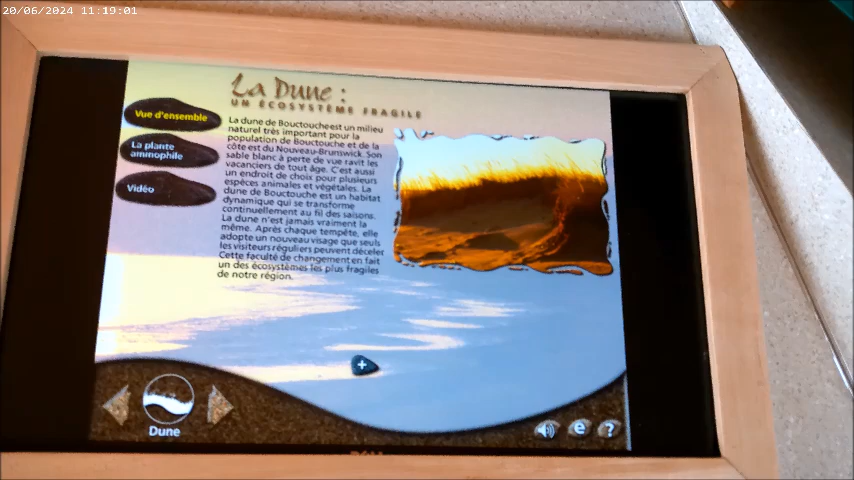 20/06/2024 11:19:01
La Dune :
UN ÉCOSYSTÈME FRAGILE
Vue d'ensemble
La plante
ammophile
Vidéo
La dune de Bouctoucheest un milieu
naturel très important pour la
population de Bouctouche et de la
côte est du Nouveau-Brunswick. Son
sable blanc à perte de vue ravit les
vacanciers de tout âge. C'est aussi
un endroit de choix pour plusieurs
espèces animales et végétales. La
dune de Bouctouche est un habitat
dynamique qui se transforme
continuellement au fil des saisons.
La dune n'est jamais vraiment la
même. Après chaque tempête, elle
adopte un nouveau visage que seuls
les visiteurs réguliers peuvent déceler
Cette faculté de changement en fait
un des écosystèmes les plus fragiles
de notre région.
+
Dune
e
?